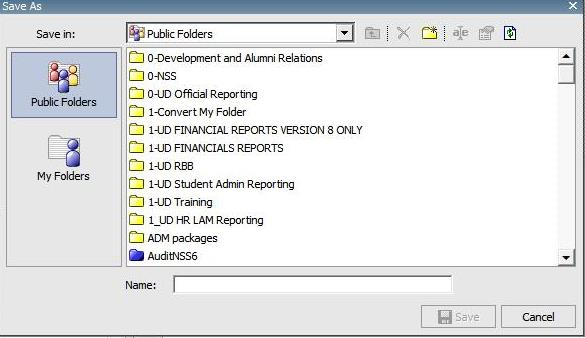 Save As
Save in:
Public Folders
Public Folders
My Folders
0-Development and Alumni Relations
0-NSS
0-UD Official Reporting
1-Convert My Folder
1-UD FINANCIAL REPORTS VERSION 8 ONLY
1-UD FINANCIALS REPORTS
1-UD RBB
1-UD Student Admin Reporting
1-UD Training
1_UD HR LAM Reporting
ADM packages
AuditNSS6
Name:
Save
Cancel